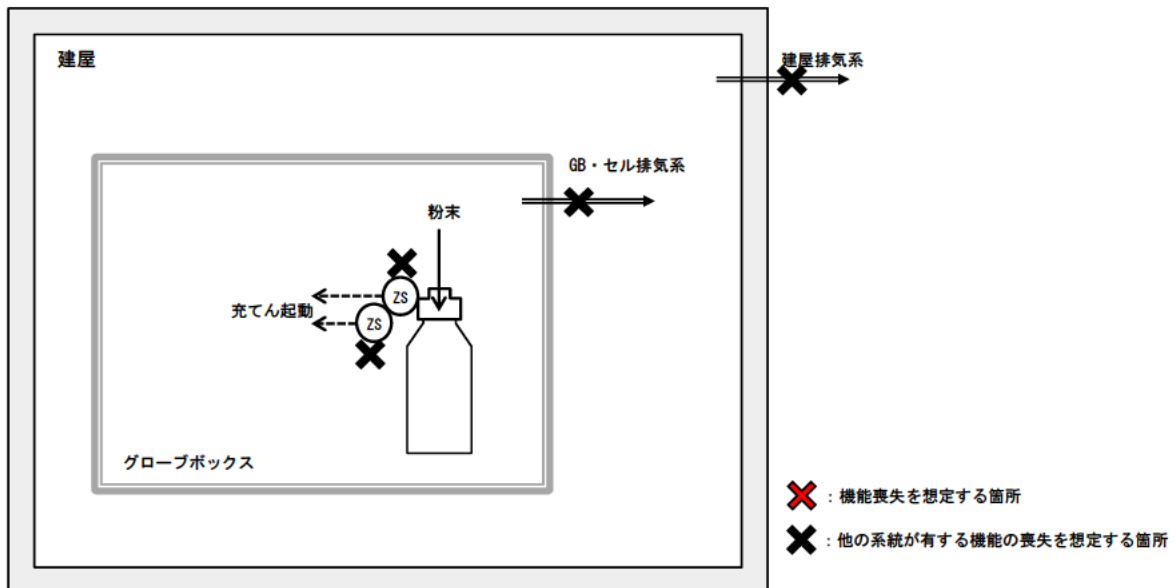 建屋
建屋排気系
GB・セル排気系
粉末
ZS
充てん起動
ZS
グローブボックス
：機能喪失を想定する箇所
：他の系統が有する機能の喪失を想定する箇所